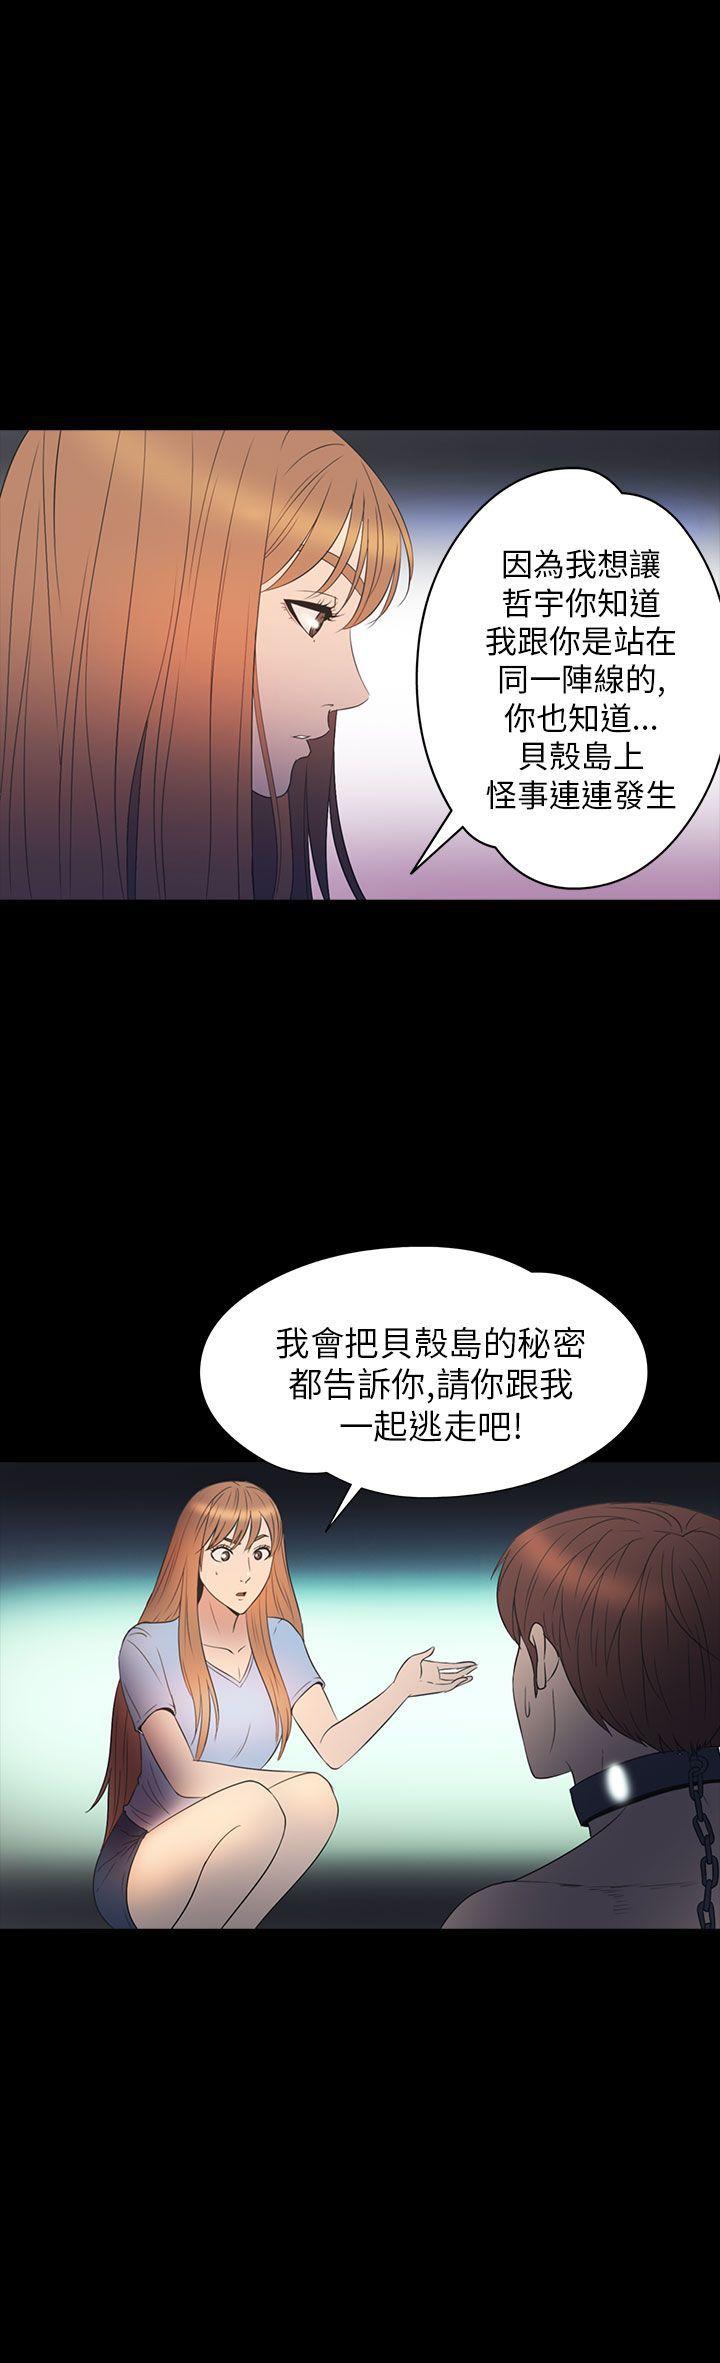 因為我想讓
哲宇你知道
我跟你是站在
同一陣線的,
你也知道...
貝殼島上
怪事連連發生
我會把貝殼島的秘密
都告訴你,請你跟我
一起逃走吧!